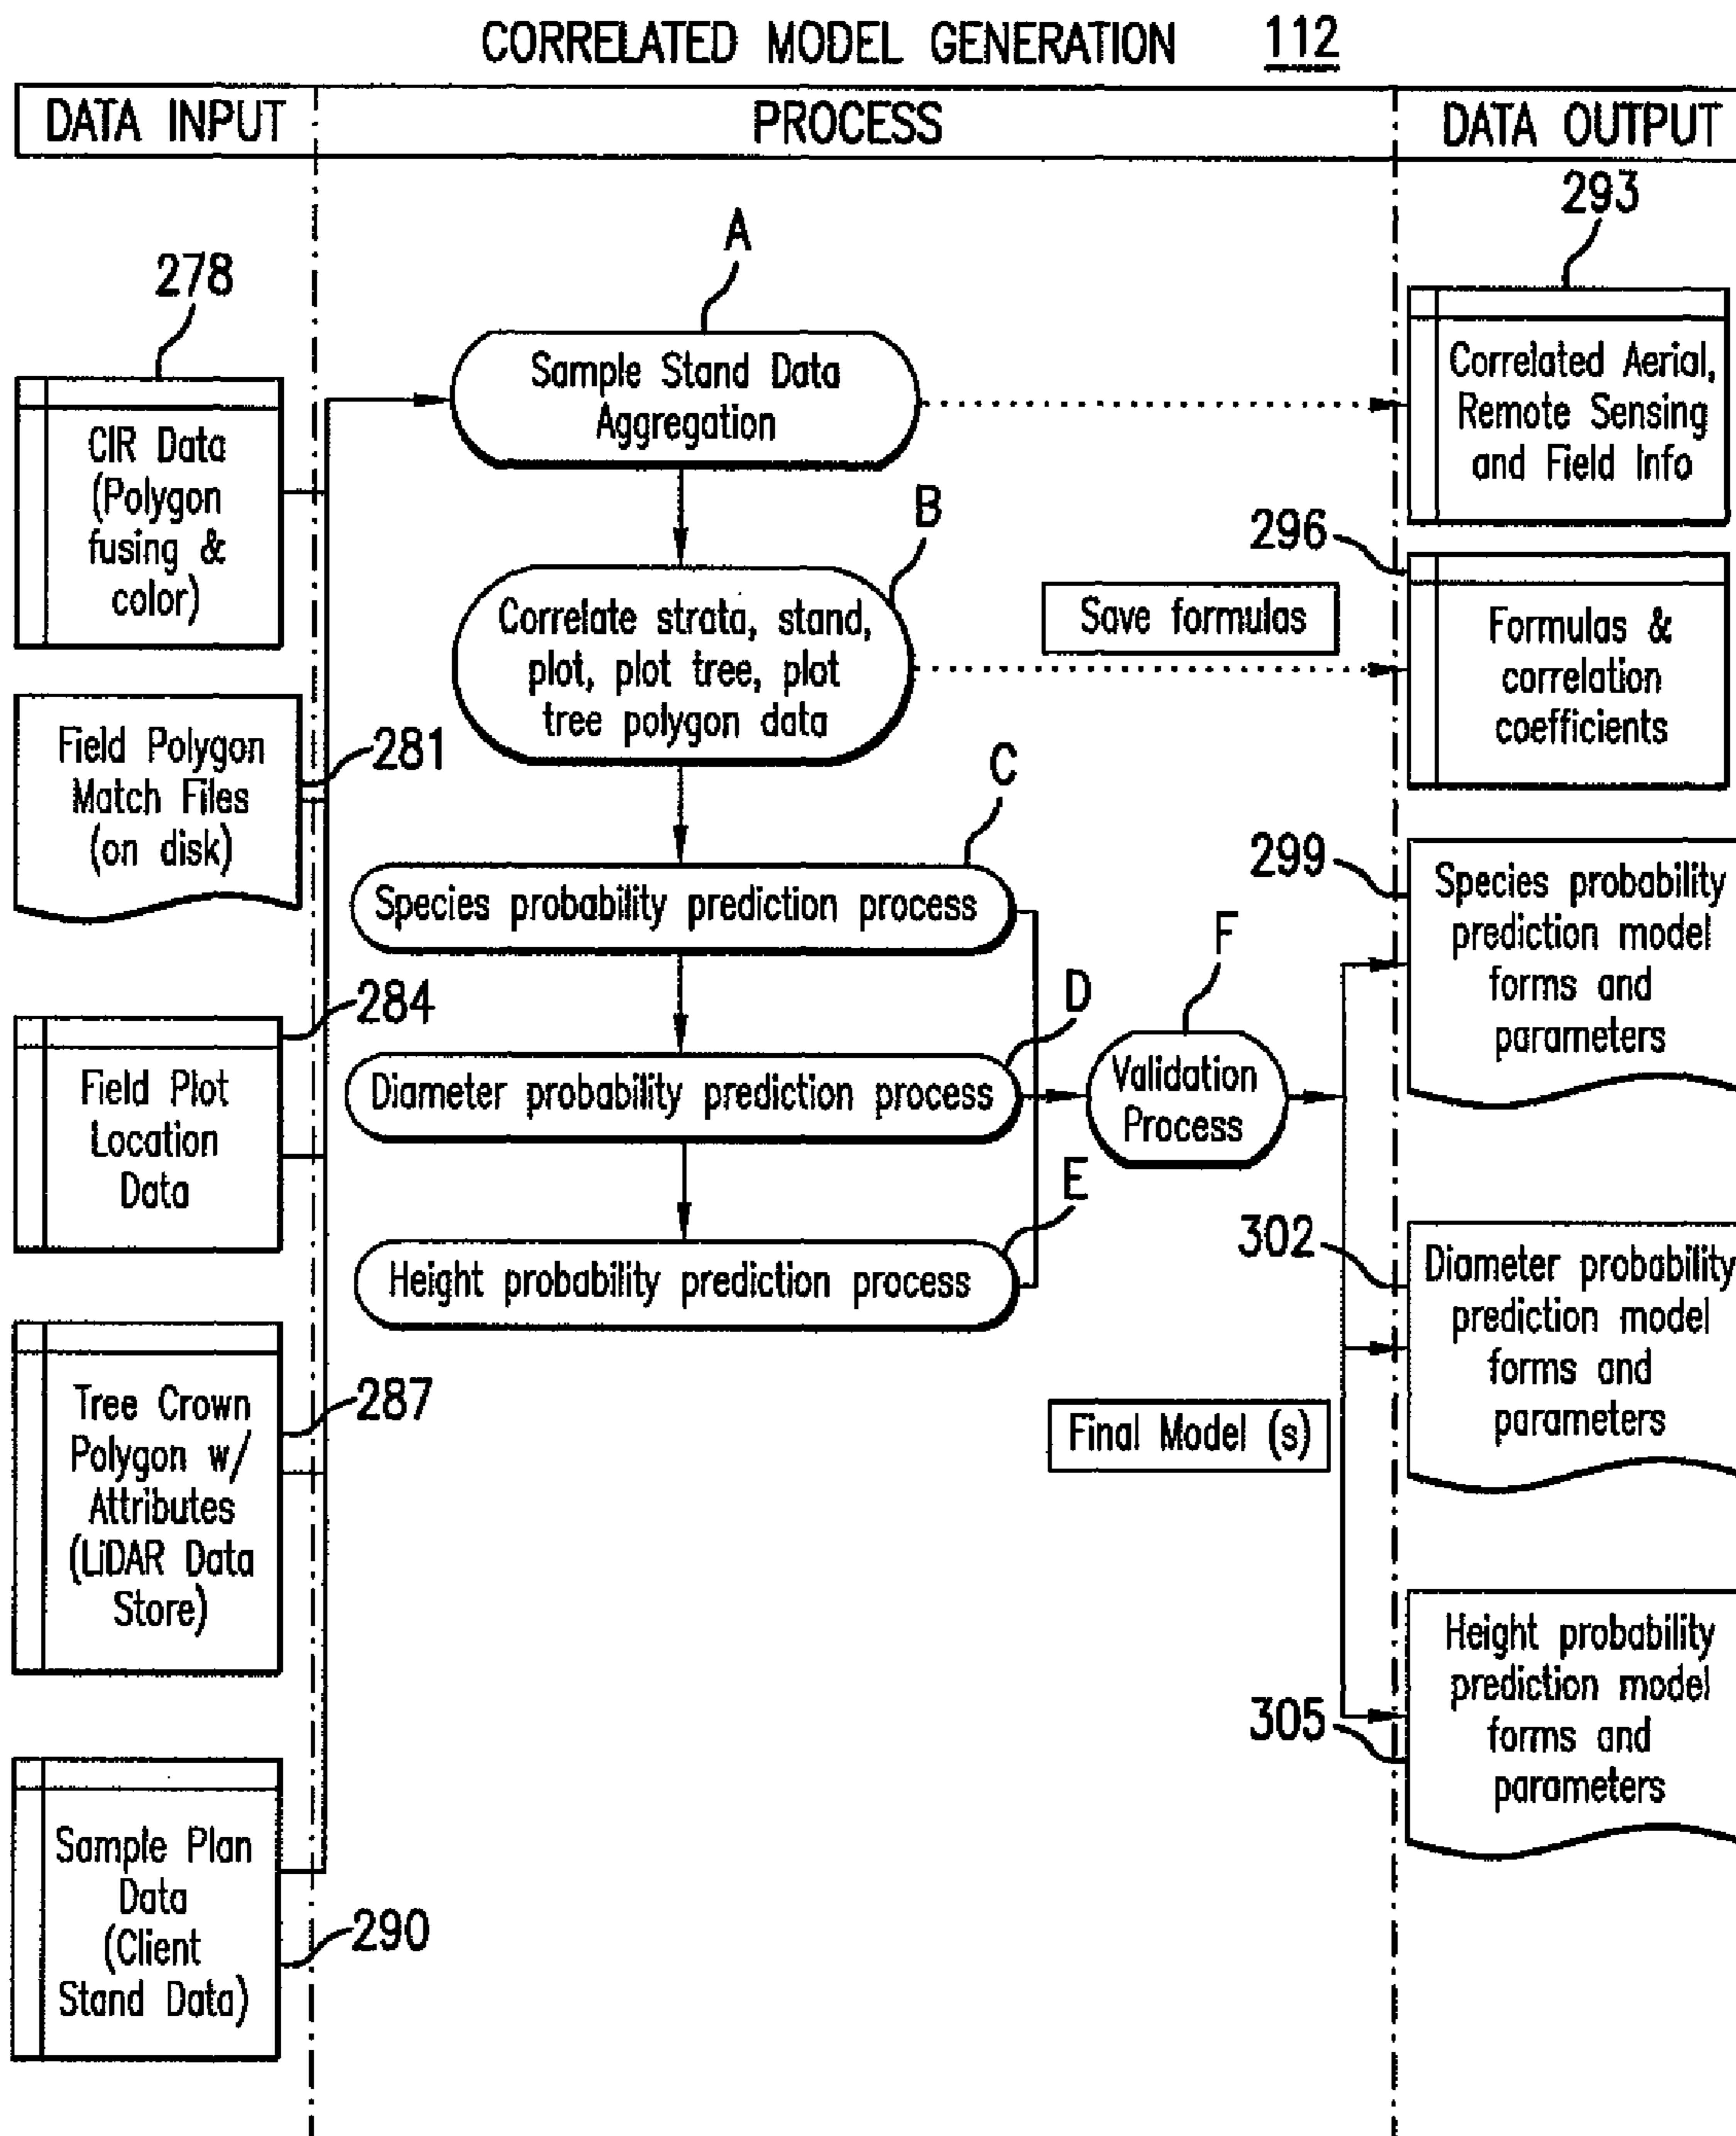 CORRELATED MODEL GENERATION 112
DATA INPUT
PROCESS
DATA OUTPUT
278
CIR Data
(Polygon
fusing &
color)
Field Polygon
Match Files
(on disk)
281
284
Field Plot
Location
Data
Tree Crown
Polygon w/
Attributes
(LiDAR Data
Store)
287
Sample Plan
Data
(Client
Stand Data)
290
A
Sample Stand Data
Aggregation
B
Correlate strata, stand,
plot, plot tree, plot
tree polygon data
Save formulas
C
Species probability prediction process
D
Diameter probability prediction process
E
Height probability prediction process
F
Validation
Process
Final Model (s)
293
Correlated Aerial,
Remote Sensing
and Field Info
296
Formulas &
correlation
coefficients
299
Species probability
prediction model
forms and
parameters
302
Diameter probability
prediction model
forms and
parameters
305
Height probability
prediction model
forms and
parameters